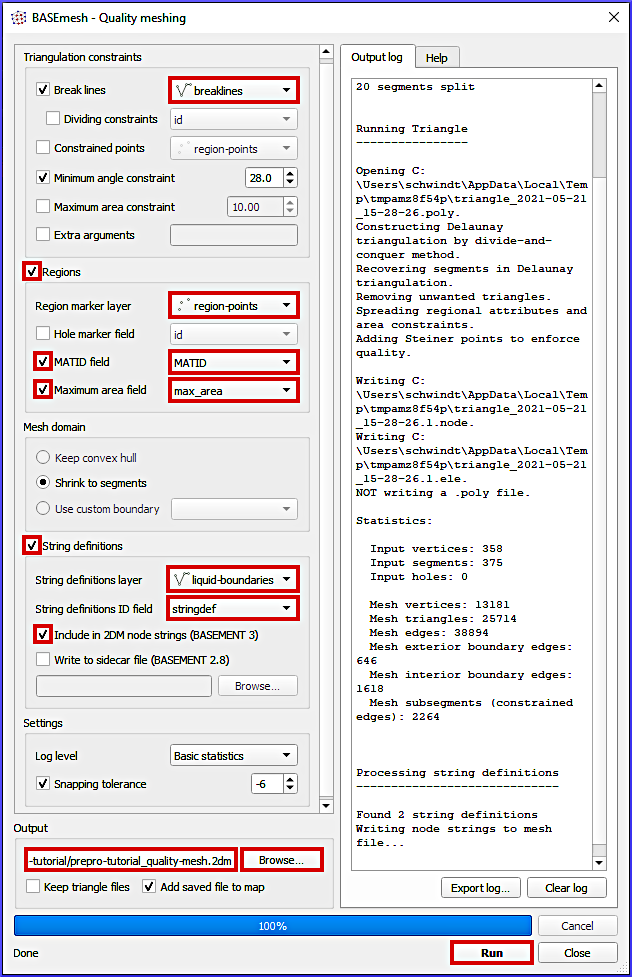 BASEmesh - Quality meshing
Triangulation constraints
Break lines
breaklines
Dividing constraints
id
Constrained points
region-points
Minimum angle constraint
28.0
Maximum area constraint
10.00
Extra arguments
Regions
Region marker layer
region-points
Hole marker field
id
MATID field
MATID
Maximum area field
max_area
Mesh domain
Keep convex hull
Shrink to segments
Use custom boundary
String definitions
String definitions layer
liquid-boundaries
String definitions ID field
stringdef
Include in 2DM node strings (BASEMENT 3)
Write to sidecar file (BASEMENT 2.8)
Browse...
Settings
Log level
Basic statistics
Snapping tolerance
-6
Output
-tutorial/prepro-tutorial_quality-mesh.2dm
Browse...
Keep triangle files
Add saved file to map
Output log
Help
20 segments split
Running Triangle
----------------
Opening C:
\Users\schwindt\AppData\Local\Tem
p\tmpamz8f54p\triangle_2021-05-21
_15-28-26.poly.
Constructing Delaunay
triangulation by divide-and-
conquer method.
Recovering segments in Delaunay
triangulation.
Removing unwanted triangles.
Spreading regional attributes and
area constraints.
Adding Steiner points to enforce
quality.
Writing C:
\Users\schwindt\AppData\Local\Tem
p\tmpamz8f54p\triangle_2021-05-21
_15-28-26.1.node.
Writing C:
\Users\schwindt\AppData\Local\Tem
p\tmpamz8f54p\triangle_2021-05-21
_15-28-26.1.ele.
NOT writing a .poly file.
Statistics:
Input vertices: 358
Input segments: 375
Input holes: 0
Mesh vertices: 13181
Mesh triangles: 25714
Mesh edges: 38894
Mesh exterior boundary edges:
646
Mesh interior boundary edges:
1618
Mesh subsegments (constrained
edges): 2264
Processing string definitions
-----------------------------
Found 2 string definitions
Writing node strings to mesh
file...
Export log...
Clear log
100%
Cancel
Done
Run
Close